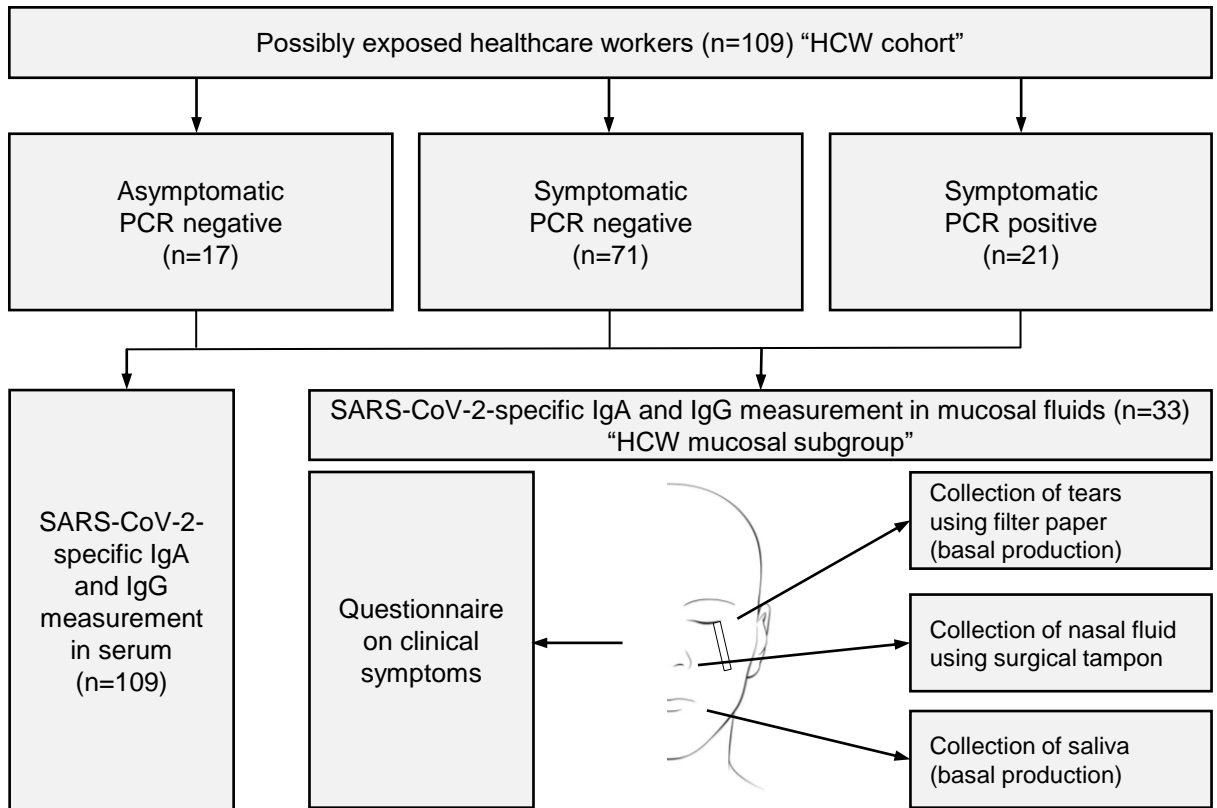 Possibly exposed healthcare workers (n=109) “HCW cohort”
Asymptomatic
PCR negative
(n=17)
Symptomatic
PCR negative
(n=71)
Symptomatic
PCR positive
(n=21)
SARS-CoV-2-
specific IgA
and IgG
measurement
in serum
(n=109)
SARS-CoV-2-specific IgA and IgG measurement in mucosal fluids (n=33)
“HCW mucosal subgroup”
Questionnaire
on clinical
symptoms
Collection of tears
using filter paper
(basal production)
Collection of nasal fluid
using surgical tampon
Collection of saliva
(basal production)